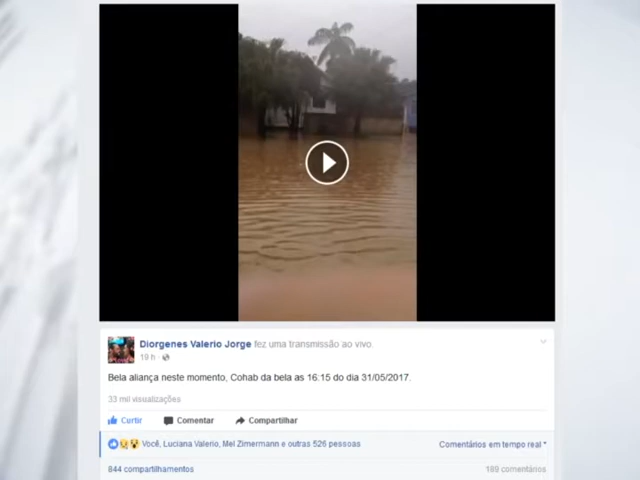 Diorgenes Valerio Jorge fez uma transmissão ao vivo.
19 h ·
Bela aliança neste momento, Cohab da bela as 16:15 do dia 31/05/2017.
33 mil visualizações
Curtir Comentar Compartilhar
Você, Luciana Valerio, Mel Zimermann e outras 526 pessoas Comentários em tempo real
844 compartilhamentos 189 comentários